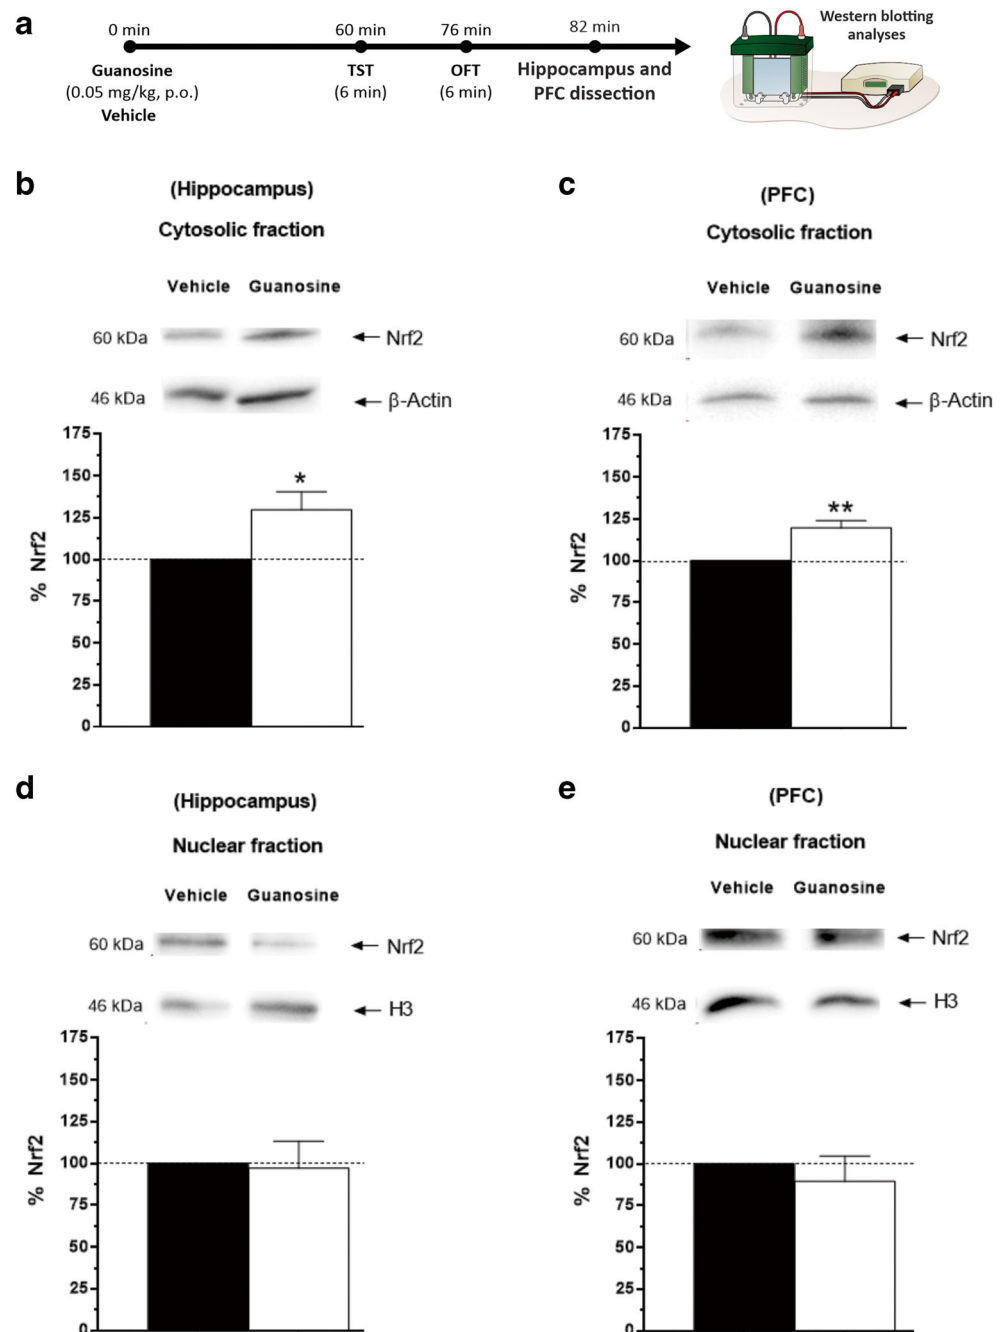 a
0 min 60 min 76 min 82 min
Guanosine TST OFT Hippocampus and
(0.05 mg/kg, p.o.) (6 min) (6 min) PFC dissection
Vehicle
Western blotting
analyses
b
(Hippocampus)
Cytosolic fraction
Vehicle Guanosine
60 kDa Nrf2
46 kDa β-Actin
175
150
125
100
75
50
25
0
% Nrf2
*
c
(PFC)
Cytosolic fraction
Vehicle Guanosine
60 kDa Nrf2
46 kDa β-Actin
175
150
125
100
75
50
25
0
% Nrf2
**
d
(Hippocampus)
Nuclear fraction
Vehicle Guanosine
60 kDa Nrf2
46 kDa H3
175
150
125
100
75
50
25
0
% Nrf2
e
(PFC)
Nuclear fraction
Vehicle Guanosine
60 kDa Nrf2
46 kDa H3
175
150
125
100
75
50
25
0
% Nrf2